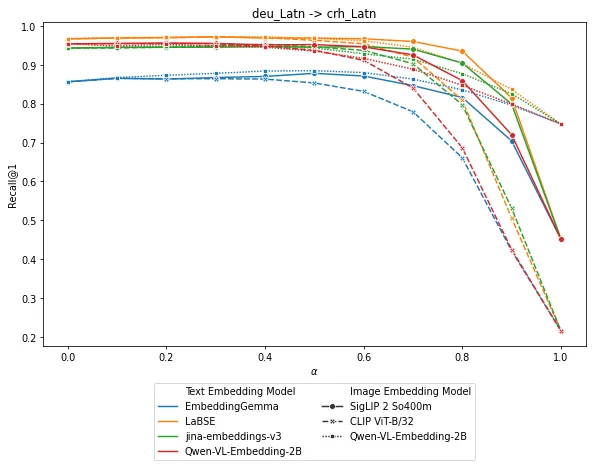 deu_Latn -> crh_Latn
Recall@1
1.0
0.9
0.8
0.7
0.6
0.5
0.4
0.3
0.2
0.0 0.2 0.4 0.6 0.8 1.0
α
Text Embedding Model
EmbeddingGemma
LaBSE
jina-embeddings-v3
Qwen-VL-Embedding-2B
Image Embedding Model
SigLIP 2 So400m
CLIP ViT-B/32
Qwen-VL-Embedding-2B